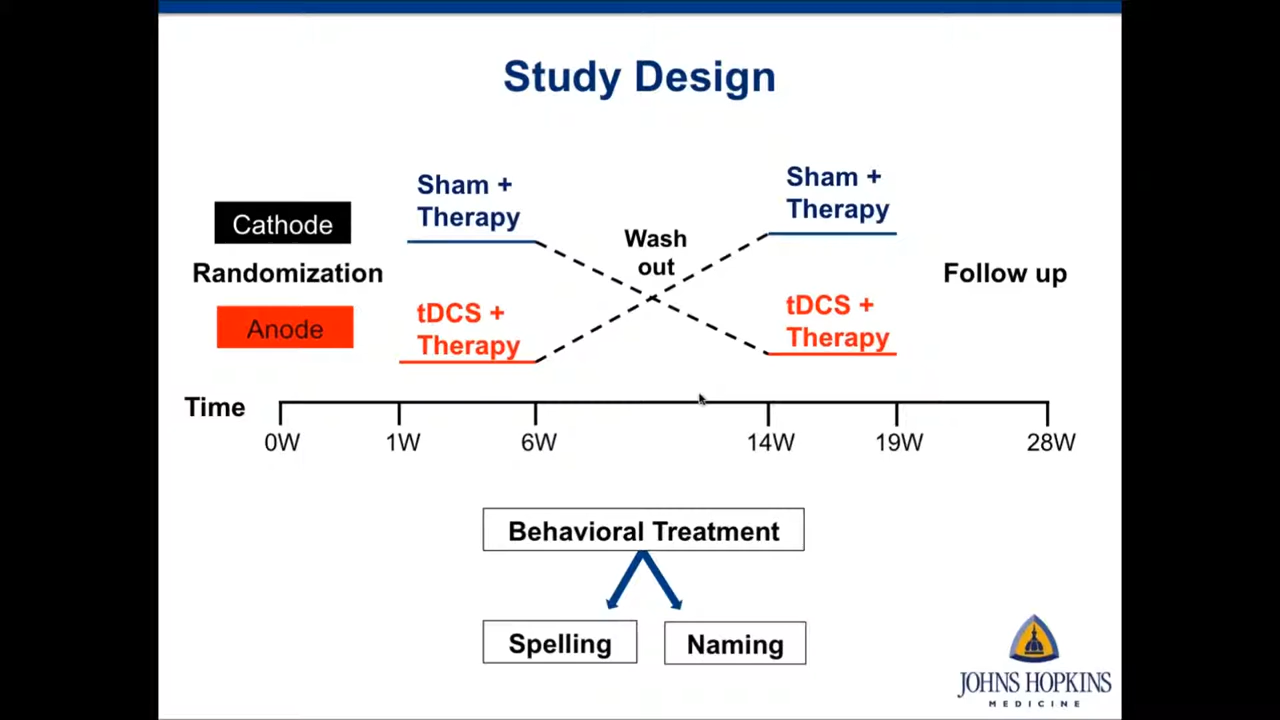 Study Design
Sham +
Therapy
Sham +
Therapy
Cathode
Wash
out
Randomization
Follow up
Anode
tDCS +
Therapy
tDCS +
Therapy
Time
0W 1W 6W 14W 19W 28W
Behavioral Treatment
Spelling Naming
JOHNS HOPKINS
MEDICINE